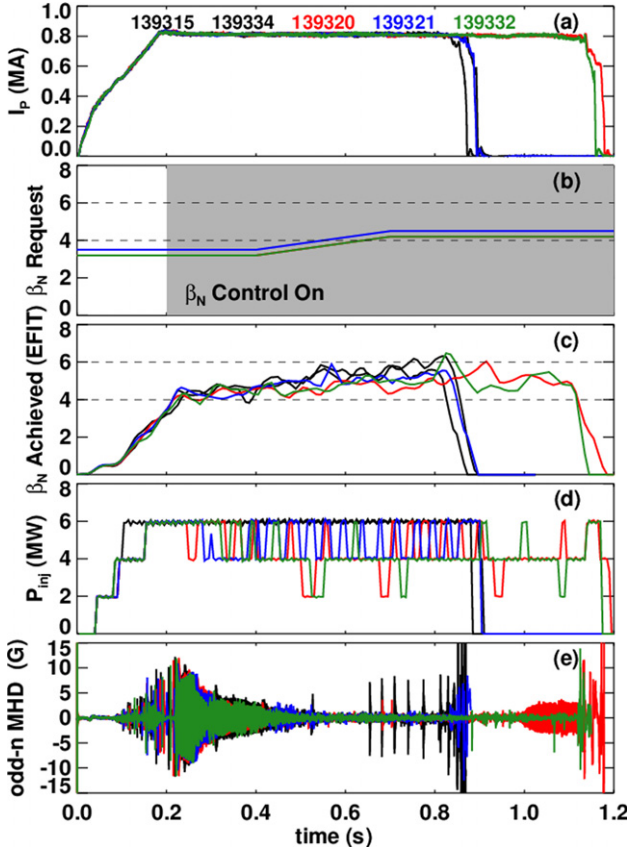 139315 139334 139320 139321 139332
(a)
1.0
0.8
0.6
0.4
0.2
0.0
I_P (MA)
(b)
8
6
4
2
0
β_N Request
β_N Control On
(c)
8
6
4
2
0
β_N Achieved (EFIT)
(d)
8
6
4
2
0
P_inj (MW)
(e)
15
10
5
0
-5
-10
-15
odd-n MHD (G)
0.0 0.2 0.4 0.6 0.8 1.0 1.2
time (s)